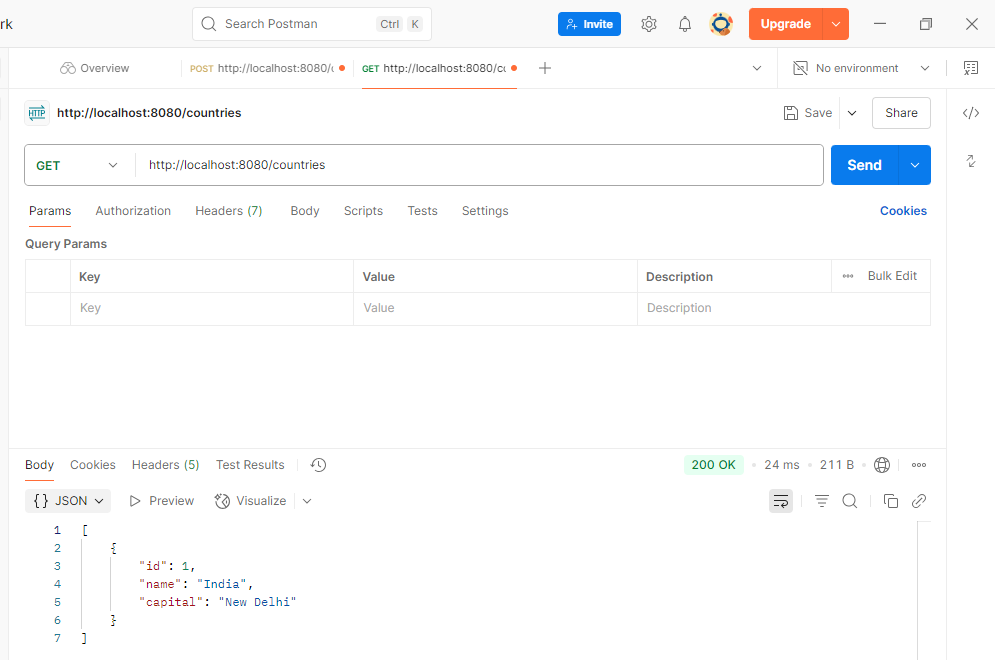 rk
Search Postman Ctrl K Invite Upgrade
Overview POST http://localhost:8080/ GET http://localhost:8080/c No environment
HTTP http://localhost:8080/countries Save Share
GET http://localhost:8080/countries Send
Params Authorization Headers (7) Body Scripts Tests Settings Cookies
Query Params
Key Value Description Bulk Edit
Key Value Description
Body Cookies Headers (5) Test Results 200 OK 24 ms 211 B
{} JSON Preview Visualize
1 [
2 {
3 "id": 1,
4 "name": "India",
5 "capital": "New Delhi"
6 }
7 ]